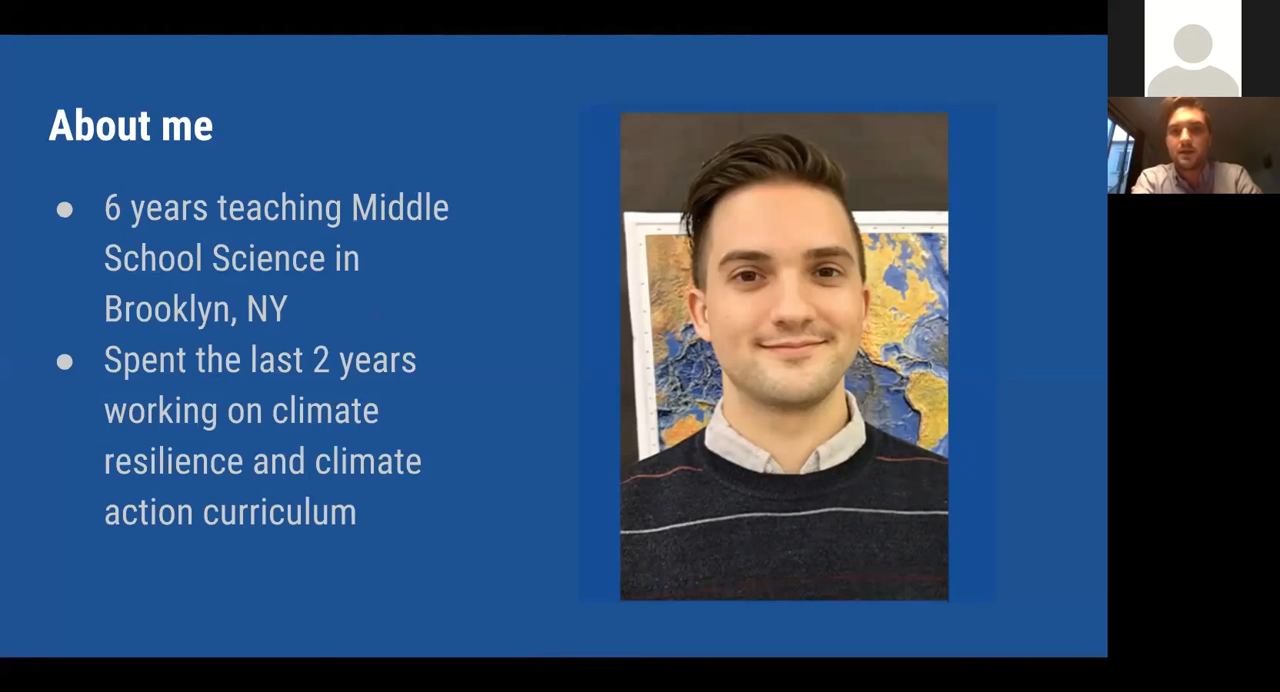 About me
● 6 years teaching Middle
School Science in
Brooklyn, NY
● Spent the last 2 years
working on climate
resilience and climate
action curriculum